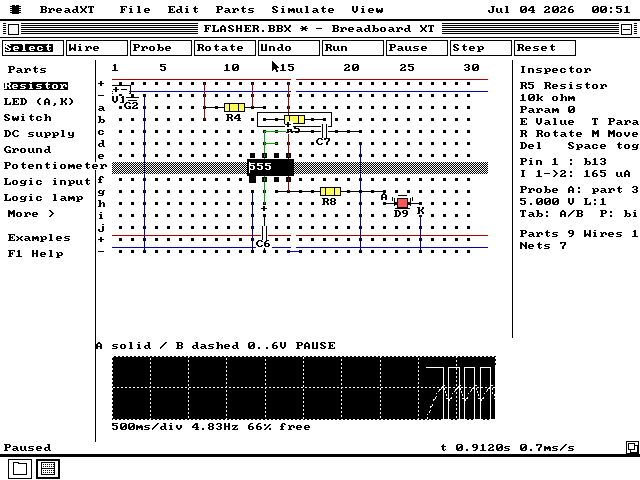 BreadXT File Edit Parts Simulate View Jul 04 2026 00:51
FLASHER.BBX * - Breadboard XT
Select Wire Probe Rotate Undo Run Pause Step Reset
Parts
Resistor
LED (A,K)
Switch
DC supply
Ground
Potentiometer
Logic input
Logic lamp
More >
Examples
F1 Help
1 5 10 15 20 25 30
+
-
a
b
c
d
e
f
g
h
i
j
+
-
V1
G2
R4
R5
C7
555
R8
A
D9 K
C6
Inspector
R5 Resistor
10k ohm
Param 0
E Value T Para
R Rotate M Move
Del Space tog
Pin 1 : b13
I 1->2: 165 uA
Probe A: part 3
5.000 V L:1
Tab: A/B P: bi
Parts 9 Wires 1
Nets 7
A solid / B dashed 0..6V PAUSE
500ms/div 4.83Hz 66% free
Paused t 0.9120s 0.7ms/s